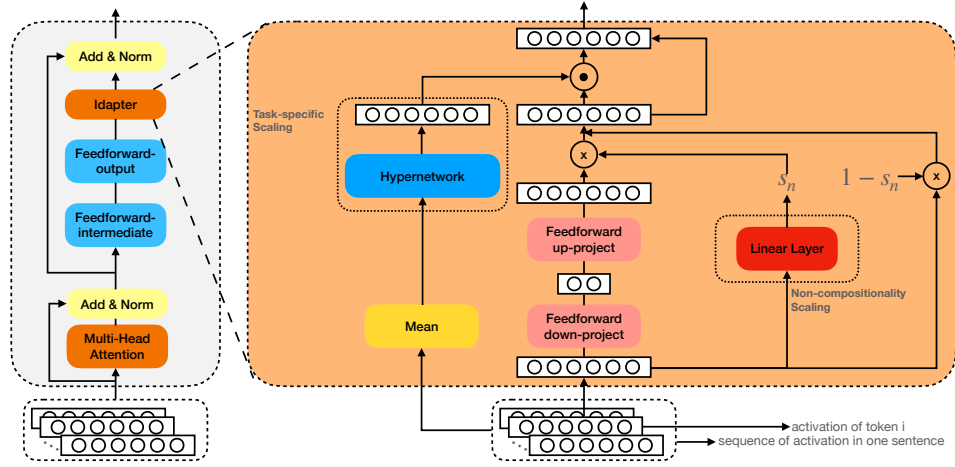 Add & Norm
Idapter
Feedforward-
output
Feedforward-
intermediate
Add & Norm
Multi-Head
Attention
Task-specific
Scaling
Hypernetwork
Mean
x
Feedforward
up-project
Feedforward
down-project
s_n
1 − s_n
x
Linear Layer
Non-compositionality
Scaling
activation of token i
sequence of activation in one sentence